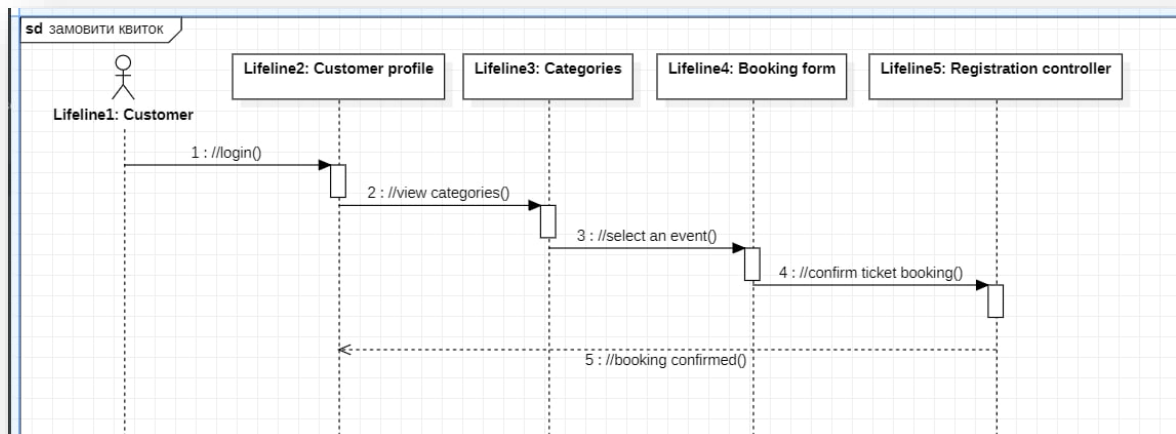 sd замовити квиток
Lifeline2: Customer profile
Lifeline3: Categories
Lifeline4: Booking form
Lifeline5: Registration controller
Lifeline1: Customer
1 : //login()
2 : //view categories()
3 : //select an event()
4 : //confirm ticket booking()
5 : //booking confirmed()